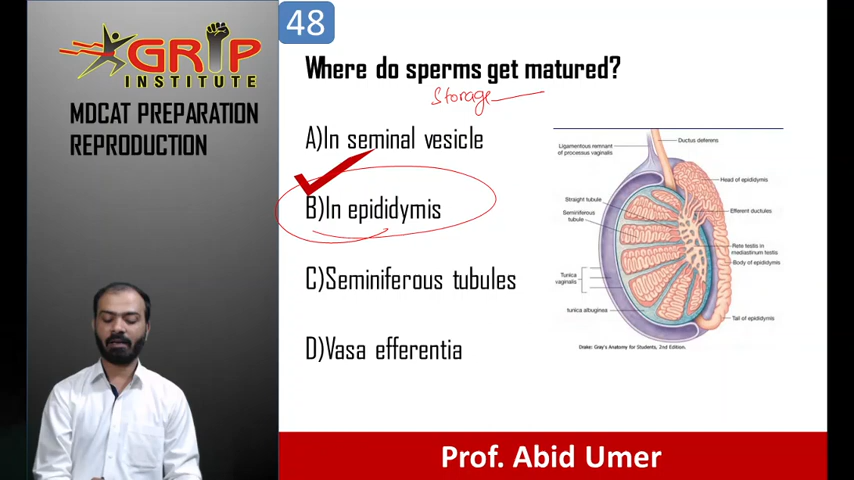 GRIP
INSTITUTE
MDCAT PREPARATION
REPRODUCTION
48
Where do sperms get matured?
Storage
A)In seminal vesicle
B)In epididymis
C)Seminiferous tubules
D)Vasa efferentia
Ductus deferens
Ligamentous remnant
of processus vaginalis
Head of epididymis
Straight tubule
Seminiferous
tubule
Efferent ductules
Rete testis in
mediastinum testis
Body of epididymis
Tunica
vaginalis
tunica albuginea
Tail of epididymis
Drake: Gray's Anatomy for Students, 2nd Edition.
Prof. Abid Umer